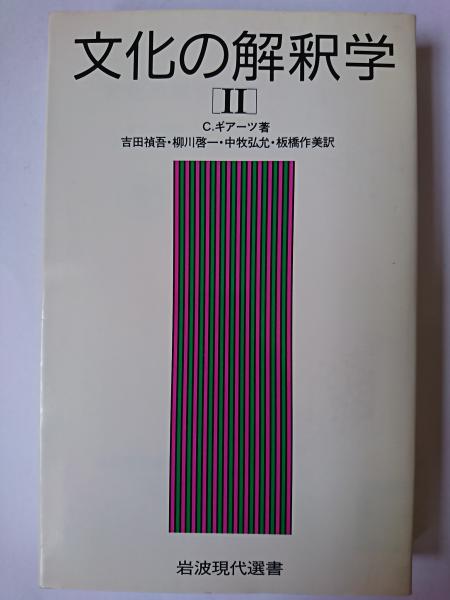 文化の解釈学
[II]
C.ギアーツ著
吉田禎吾・柳川啓一・中牧弘允・板橋作美訳
岩波現代選書